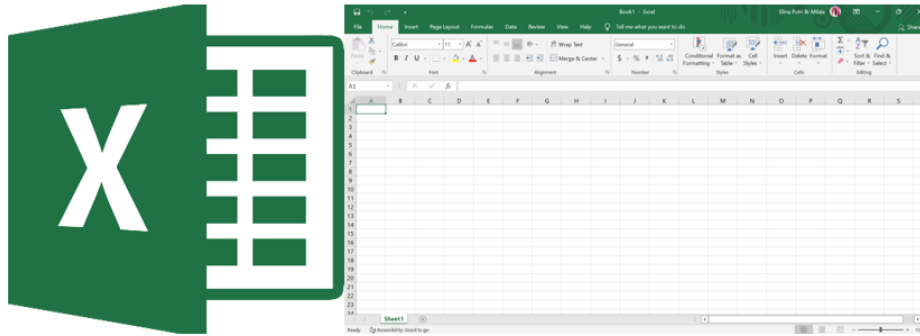 X
Book1 - Excel
Elina Putri Br Milala
File Home Insert Page Layout Formulas Data Review View Help Tell me what you want to do Share
Calibri 11 A A Wrap Text General
Paste B I U A Merge & Center $ % Conditional Formatting Format as Table Cell Styles Insert Delete Format Sort & Filter Find & Select
Clipboard Font Alignment Number Styles Cells Editing
A1 fx
A B C D E F G H I J K L M N O P Q R S
1
2
3
4
5
6
7
8
9
10
11
12
13
14
15
16
17
18
19
20
21
22
23
24
Sheet1
Ready Accessibility: Good to go